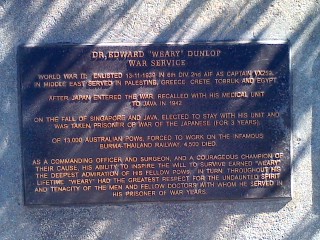 DR. EDWARD "WEARY" DUNLOP
WAR SERVICE
WORLD WAR II: ENLISTED 13-11-1939 IN 6th DIV. 2nd AIF AS CAPTAIN VX259,
IN MIDDLE EAST SERVED IN PALESTINE, GREECE, CRETE, TOBRUK AND EGYPT.
AFTER JAPAN ENTERED THE WAR, RECALLED WITH HIS MEDICAL UNIT
TO JAVA IN 1942.
ON THE FALL OF SINGAPORE AND JAVA, ELECTED TO STAY WITH HIS UNIT AND
WAS TAKEN PRISONER OF WAR OF THE JAPANESE (FOR 3 YEARS).
OF 13,000 AUSTRALIAN POWs, FORCED TO WORK ON THE INFAMOUS
BURMA-THAILAND RAILWAY, 4,500 DIED.
AS A COMMANDING OFFICER AND SURGEON, AND A COURAGEOUS CHAMPION OF
THEIR CAUSE, HIS ABILITY TO INSPIRE THE WILL TO SURVIVE EARNED "WEARY"
THE DEEPEST ADMIRATION OF HIS FELLOW POWs. IN TURN, THROUGHOUT HIS
LIFETIME "WEARY" HAD THE GREATEST RESPECT FOR THE UNDAUNTED SPIRIT
AND TENACITY OF THE MEN AND FELLOW DOCTORS WITH WHOM HE SERVED IN
HIS PRISONER OF WAR YEARS.